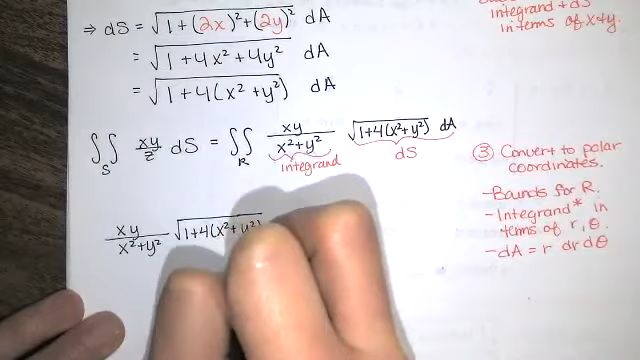 ⇒ dS = √(1 + (2x)² + (2y)²) dA
= √(1 + 4x² + 4y²) dA
= √(1 + 4(x² + y²)) dA
∫∫_S xy/z dS = ∫∫_R xy/(x²+y²) √(1+4(x²+y²)) dA
integrand dS
xy/(x²+y²) √(1+4(x²+y²))
integrand + dS
in terms of x + y.
③ Convert to polar
coordinates.
- Bounds for R.
- Integrand* in
terms of r, θ.
- dA = r dr dθ